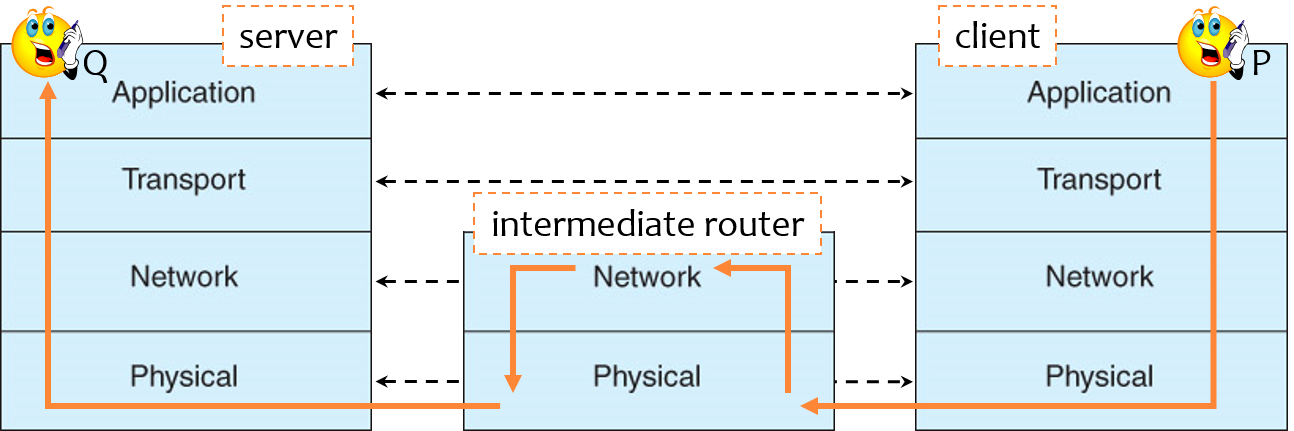 server
client
Q
P
Application
Application
Transport
Transport
intermediate router
Network
Network
Network
Physical
Physical
Physical